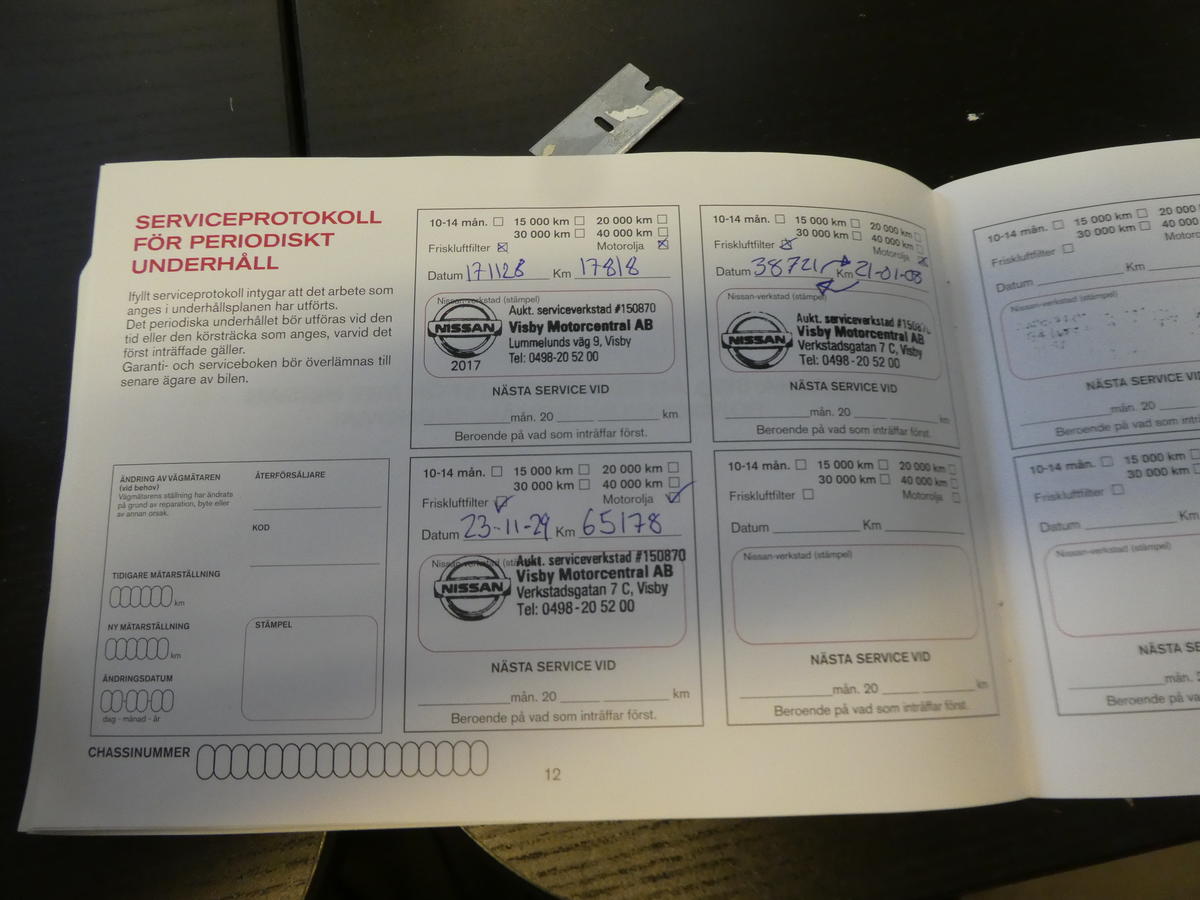 SERVICEPROTOKOLL
FÖR PERIODISKT
UNDERHÅLL
Ifyllt serviceprotokoll intygar att det arbete som
anges i underhållsplanen har utförts.
Det periodiska underhållet bör utföras vid den
tid eller den körsträcka som anges, varvid det
först inträffade gäller.
Garanti- och serviceboken bör överlämnas till
senare ägare av bilen.
ÄNDRING AV VÄGMÄTAREN
(vid behov)
Vägmätarens ställning har ändrats
på grund av reparation, byte eller
av annan orsak.
TIDIGARE MÄTARSTÄLLNING
km
NY MÄTARSTÄLLNING
km
ÄNDRINGSDATUM
dag - månad - år
ÅTERFÖRSÄLJARE
KOD
STÄMPEL
CHASSINUMMER
10-14 mån. 15 000 km 20 000 km
30 000 km 40 000 km
Friskluftfilter Motorolja
Datum 171128 Km 17818
Nissan-verkstad (stämpel)
NISSAN
2017
Aukt. serviceverkstad #150870
Visby Motorcentral AB
Lummelunds väg 9, Visby
Tel: 0498-20 52 00
NÄSTA SERVICE VID
mån. 20 km
Beroende på vad som inträffar först.
10-14 mån. 15 000 km 20 000 km
30 000 km 40 000 km
Friskluftfilter Motorolja
Datum 38721 Km 21-01-08
Nissan-verkstad (stämpel)
NISSAN
Aukt. serviceverkstad
Visby Motorcentral AB
Verkstadsgatan 7 C, Visby
Tel: 0498-20 52 00
NÄSTA SERVICE VID
mån. 20 km
Beroende på vad som inträffar först.
10-14 mån. 15 000 km 20 000 km
30 000 km 40 000 km
Friskluftfilter Motorolja
Datum 23-11-29 Km 65178
Nissan-verkstad
NISSAN
Aukt. serviceverkstad #150870
Visby Motorcentral AB
Verkstadsgatan 7 C, Visby
Tel: 0498-20 52 00
NÄSTA SERVICE VID
mån. 20 km
Beroende på vad som inträffar först.
10-14 mån. 15 000 km 20 000 km
30 000 km 40 000 km
Friskluftfilter Motorolja
Datum Km
Nissan-verkstad (stämpel)
NÄSTA SERVICE VID
mån. 20 km
Beroende på vad som inträffar först.
12
10-14 mån. 15 000 km 20 000
30 000 km 40 000
Friskluftfilter
Datum Km
Nissan-verkstad (stämpel)
NÄSTA SERVICE
mån. 20
Beroende på vad som
10-14 mån. 15 000 km
30 000 km
Friskluftfilter
Datum Km
Nissan-verkstad (stämpel)
NÄSTA
mån.
Beroende på vad som